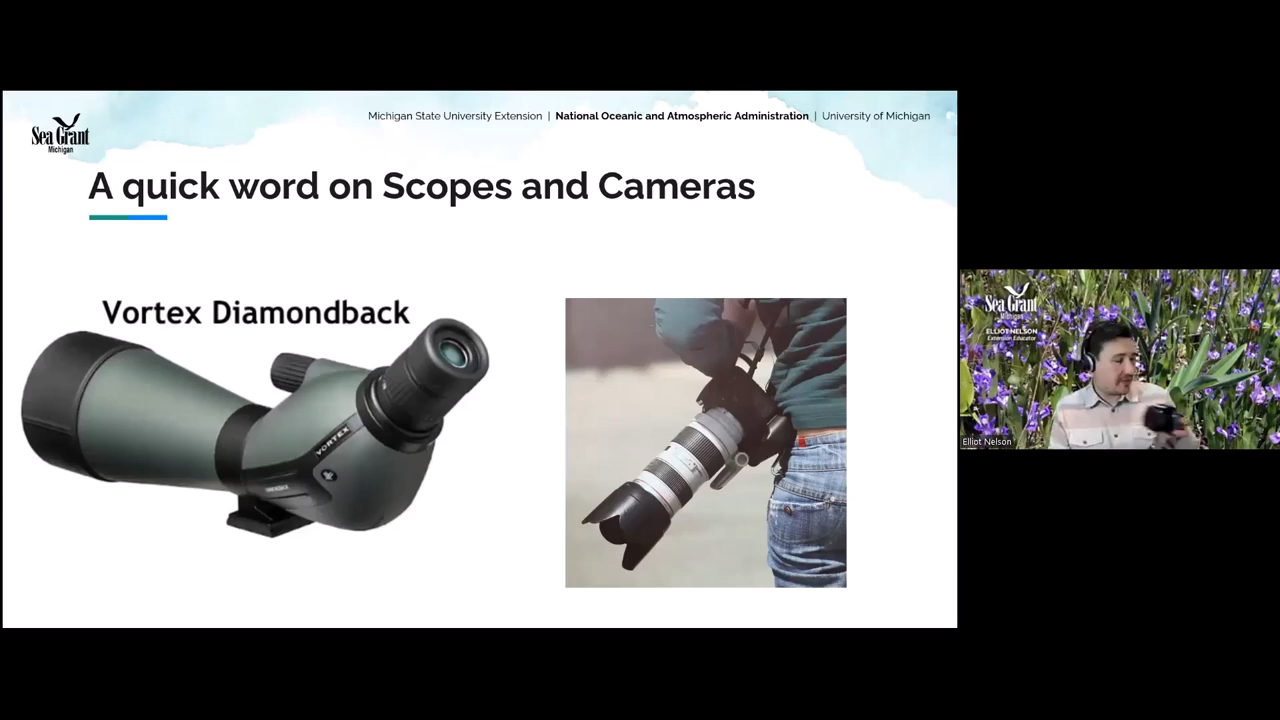 Sea Grant
Michigan
Michigan State University Extension | National Oceanic and Atmospheric Administration | University of Michigan
A quick word on Scopes and Cameras
Vortex Diamondback
VORTEX
Sea Grant
Michigan
ELLIOT NELSON
Extension Educator
Elliot Nelson